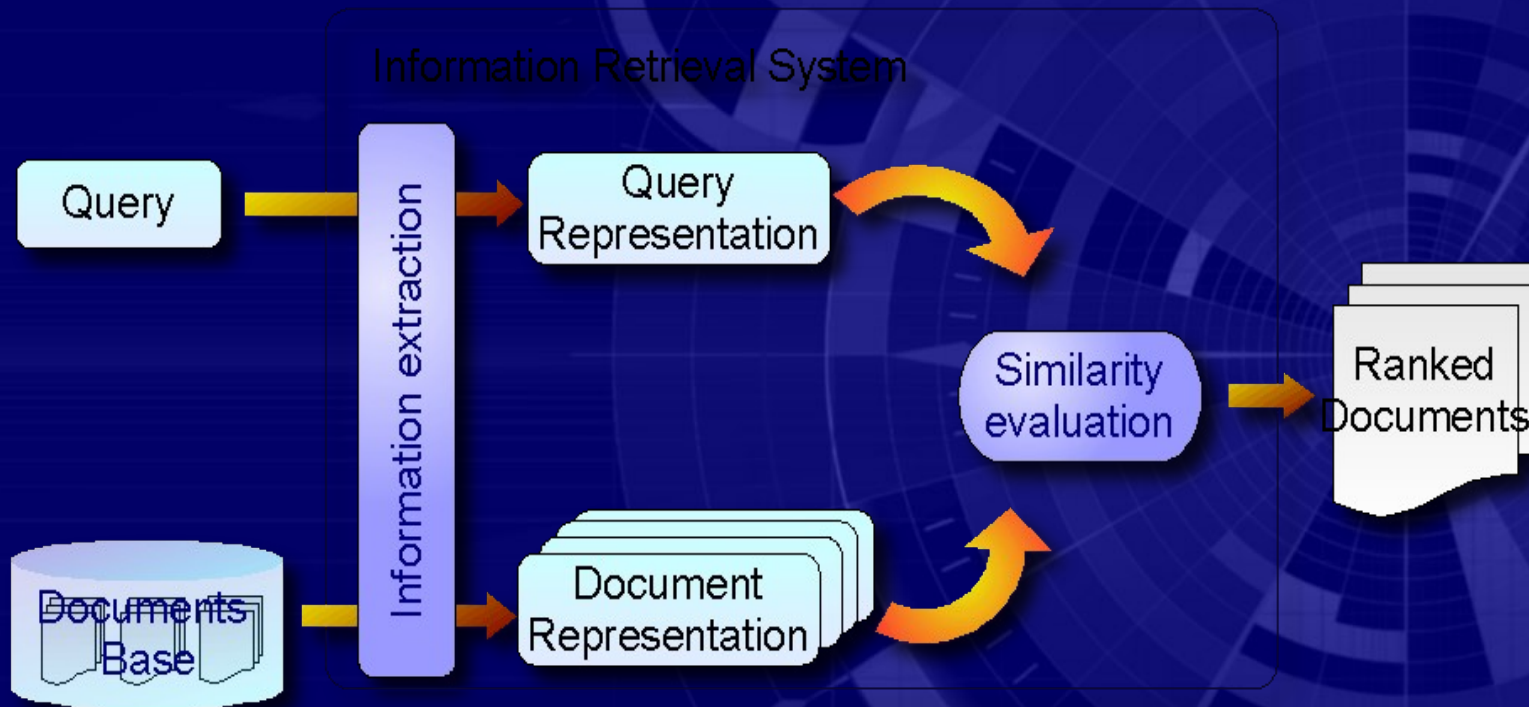 Information Retrieval System
Query
Information extraction
Query
Representation
Similarity
evaluation
Ranked
Documents
Documents
Base
Document
Representation